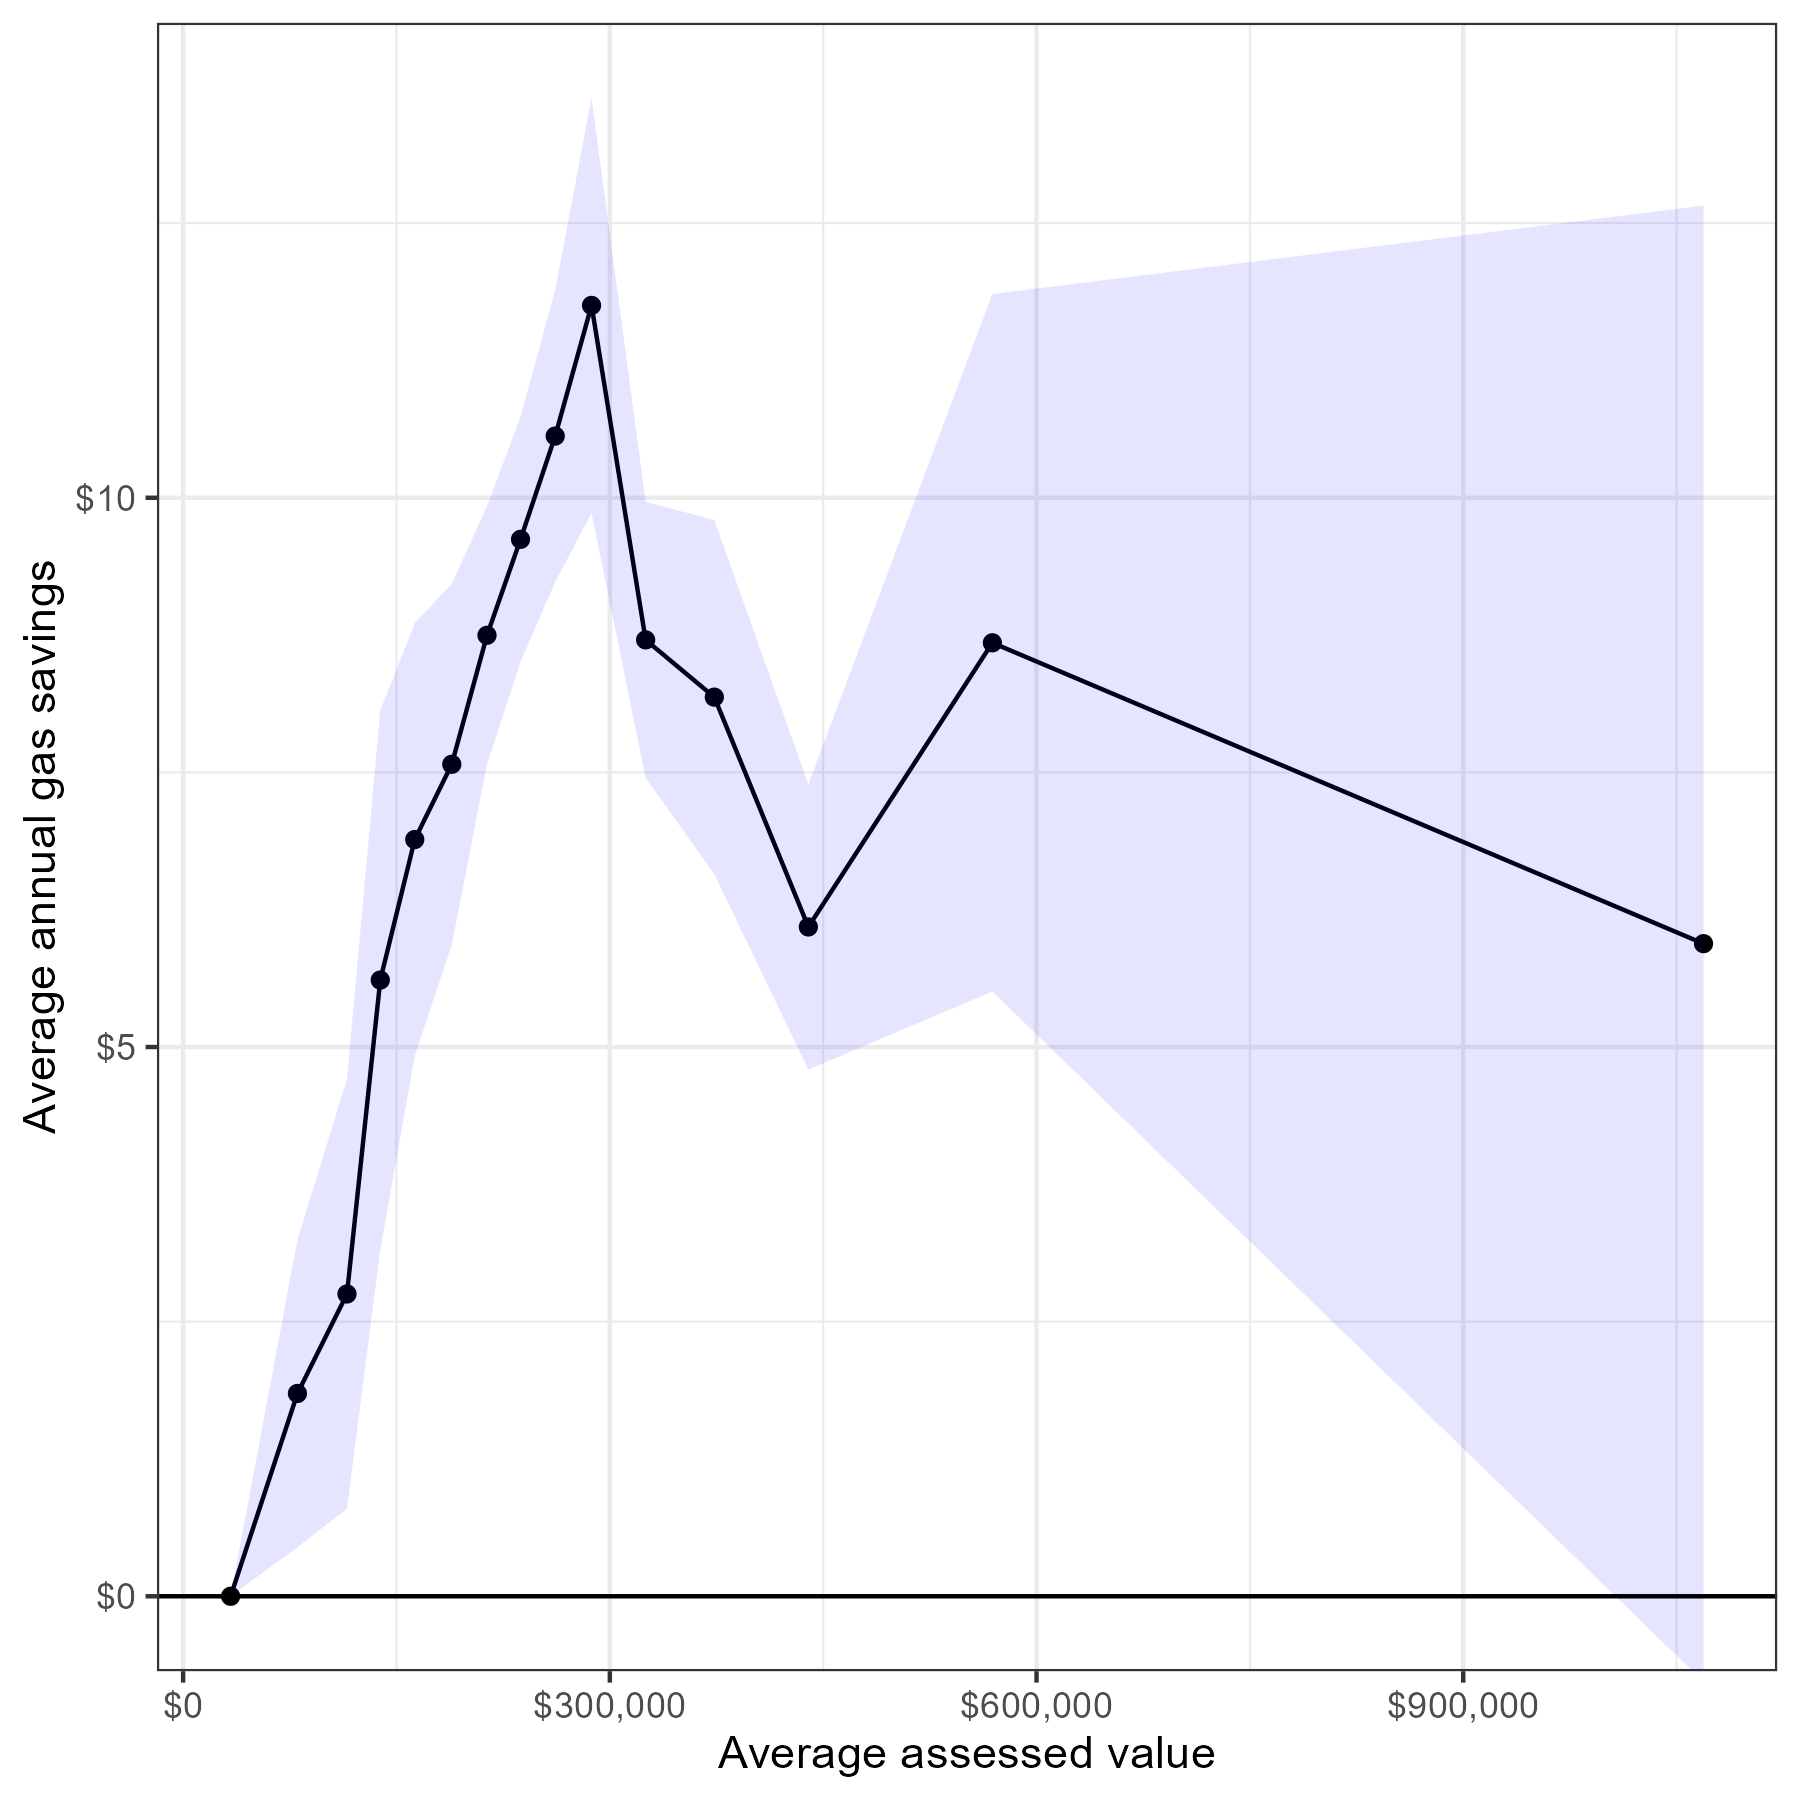 Average annual gas savings
$10
$5
$0
$0 $300,000 $600,000 $900,000
Average assessed value